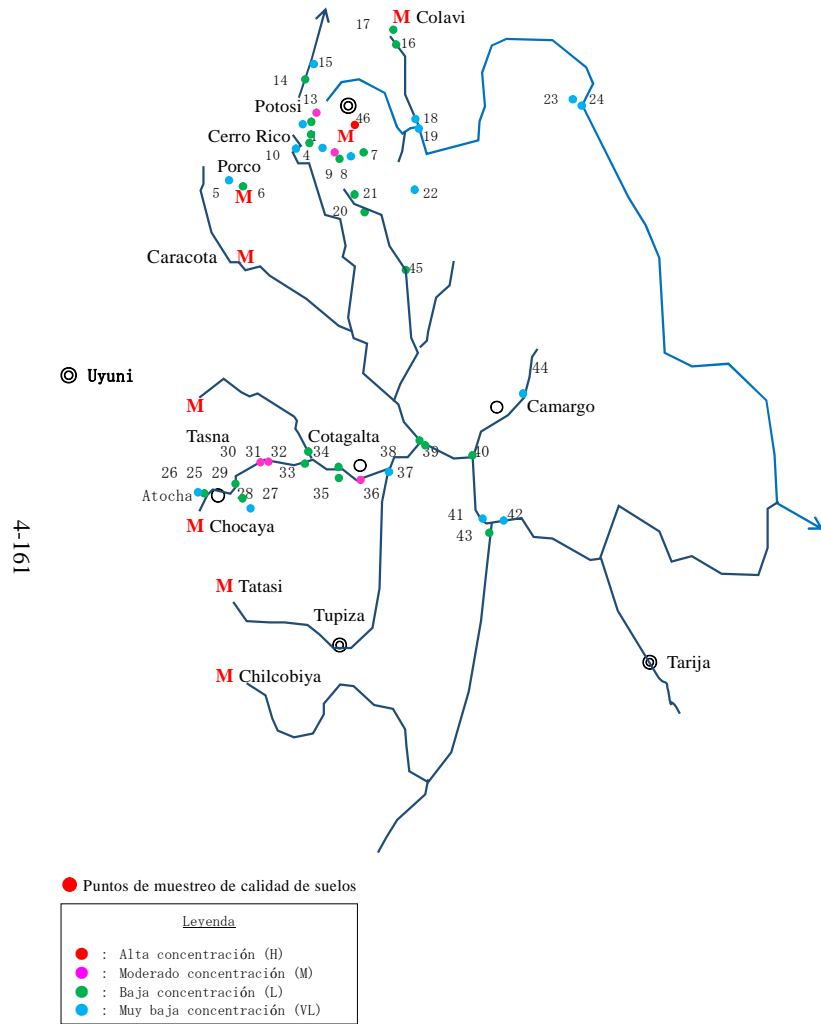 17
M Colavi
16
15
14
13
Potosi
46
18
23
24
M
Cerro Rico
19
10
4
7
9 8
Porco
5
M
6
21
22
20
Caracota
M
45
Uyuni
44
M
Camargo
Tasna
Cotagalta
30
31
32
34
38
39
40
33
26
25
29
37
Atocha
28
27
35
36
M Chocaya
41
42
43
4-161
M Tatasi
Tupiza
Tarija
M Chilcobiya
Puntos de muestreo de calidad de suelos
Leyenda
: Alta concentración (H)
: Moderado concentración (M)
: Baja concentración (L)
: Muy baja concentración (VL)